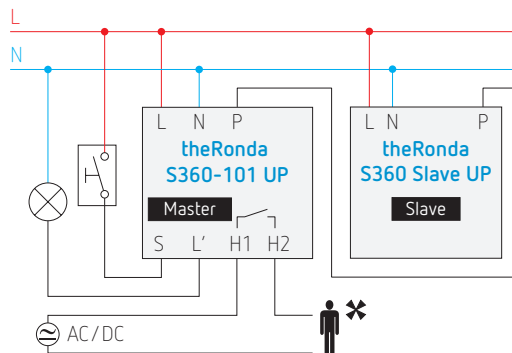 L
N
L N P
theRonda
S360-101 UP
Master
S L' H1 H2
L N P
theRonda
S360 Slave UP
Slave
AC/DC